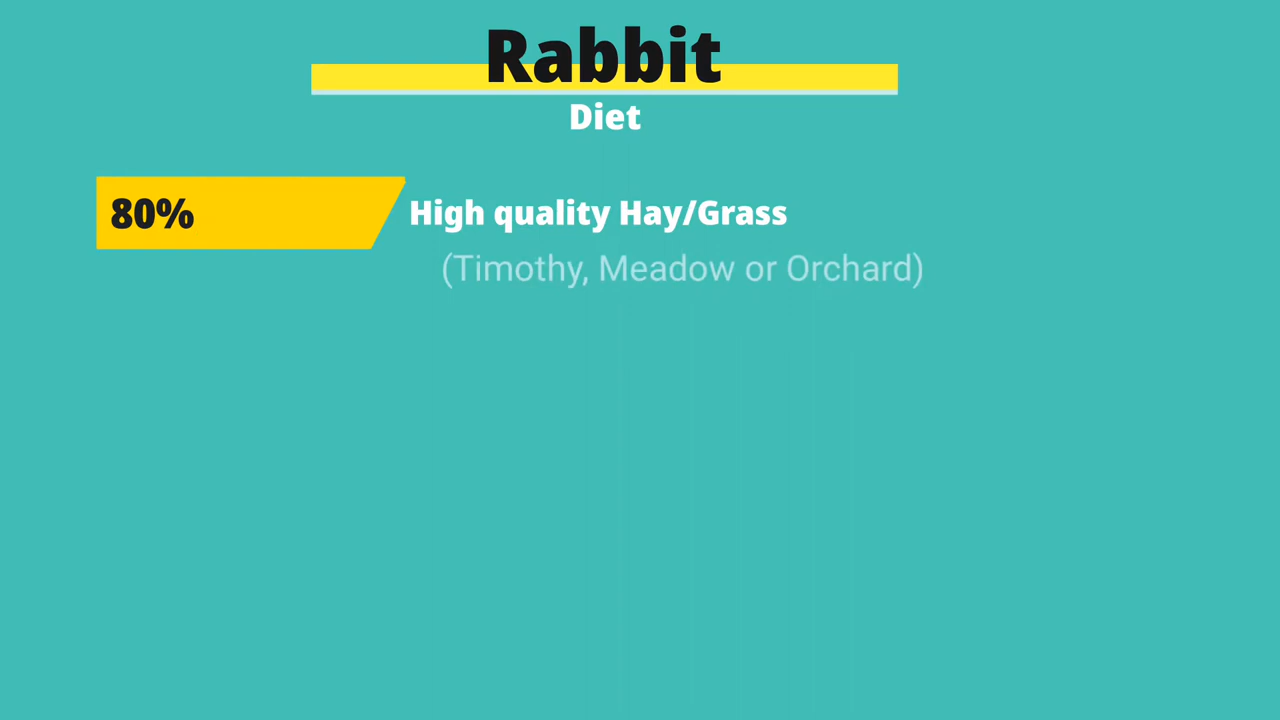 Rabbit
Diet
80%
High quality Hay/Grass
(Timothy, Meadow or Orchard)